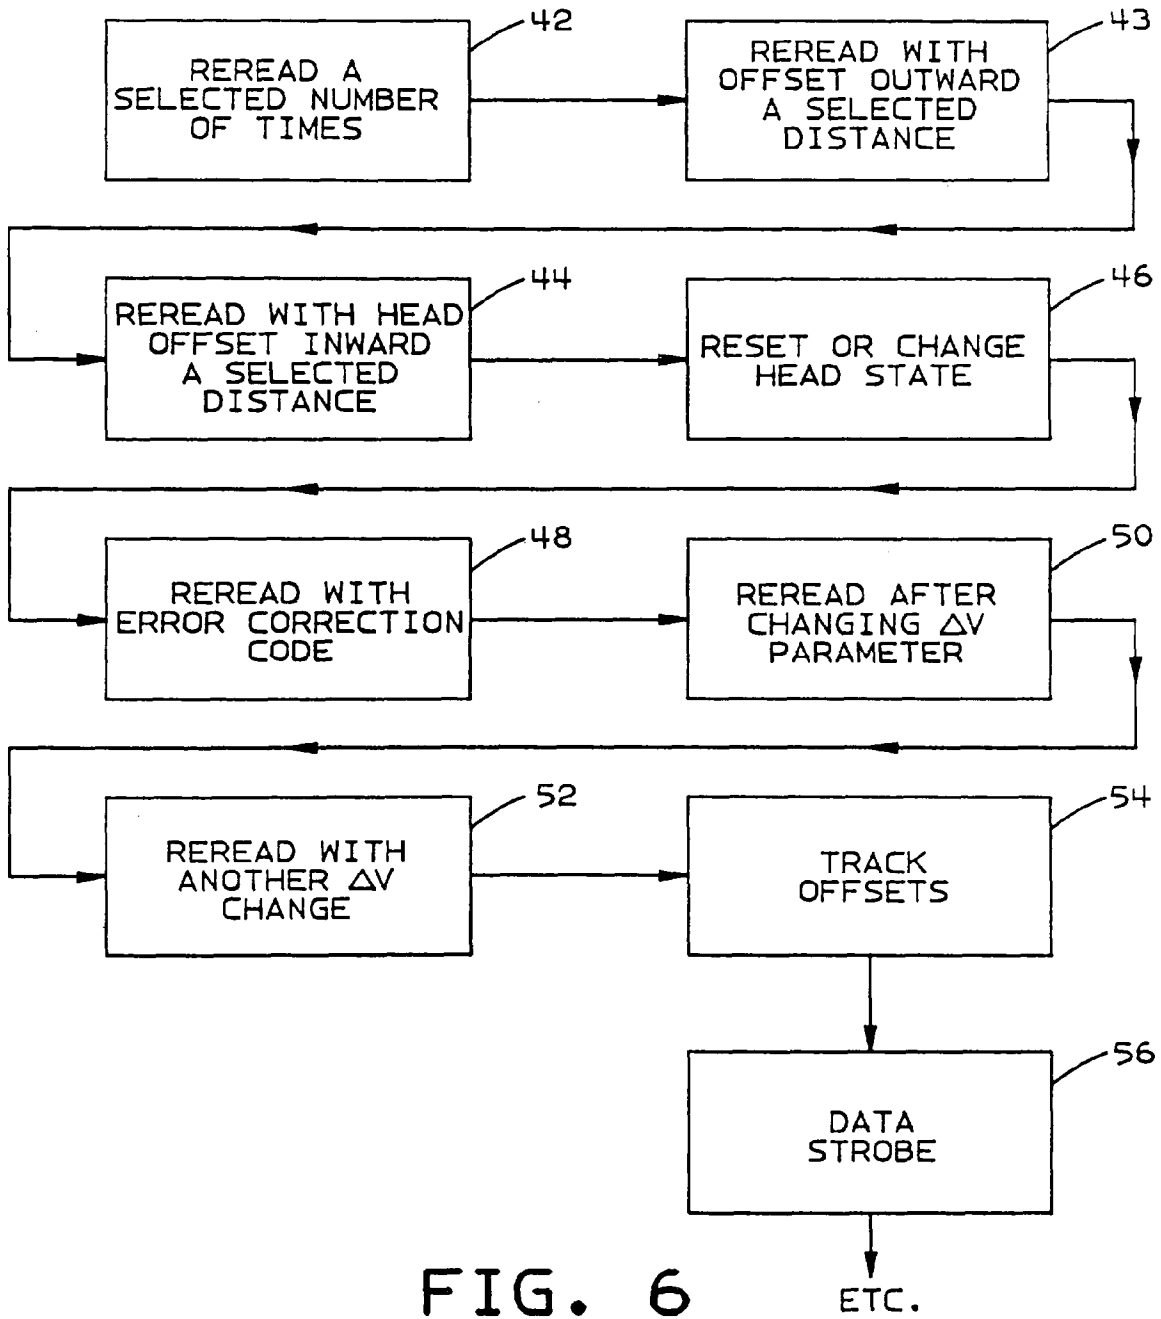 42
REREAD A
SELECTED NUMBER
OF TIMES
43
REREAD WITH
OFFSET OUTWARD
A SELECTED
DISTANCE
44
REREAD WITH HEAD
OFFSET INWARD
A SELECTED
DISTANCE
46
RESET OR CHANGE
HEAD STATE
48
REREAD WITH
ERROR CORRECTION
CODE
50
REREAD AFTER
CHANGING ΔV
PARAMETER
52
REREAD WITH
ANOTHER ΔV
CHANGE
54
TRACK
OFFSETS
56
DATA
STROBE
ETC.
FIG. 6